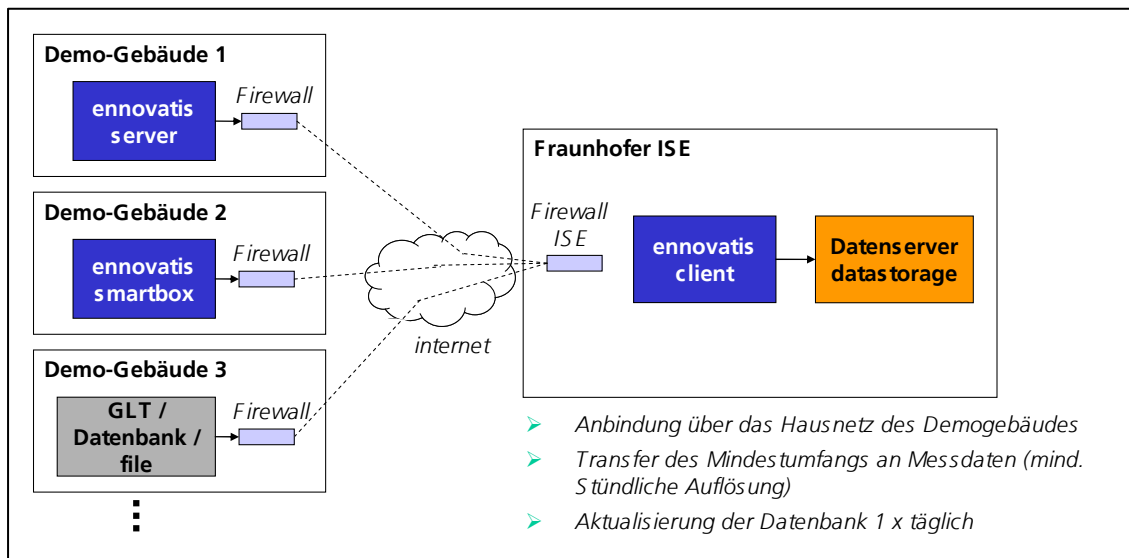 Demo-Gebäude 1
ennovatis
server
Firewall
Demo-Gebäude 2
ennovatis
smartbox
Firewall
Demo-Gebäude 3
GLT /
Datenbank /
file
Firewall
internet
Fraunhofer ISE
Firewall
ISE
ennovatis
client
Datenserver
datastorage
Anbindung über das Hausnetz des Demogebäudes
Transfer des Mindestumfangs an Messdaten (mind.
Stündliche Auflösung)
Aktualisierung der Datenbank 1 x täglich